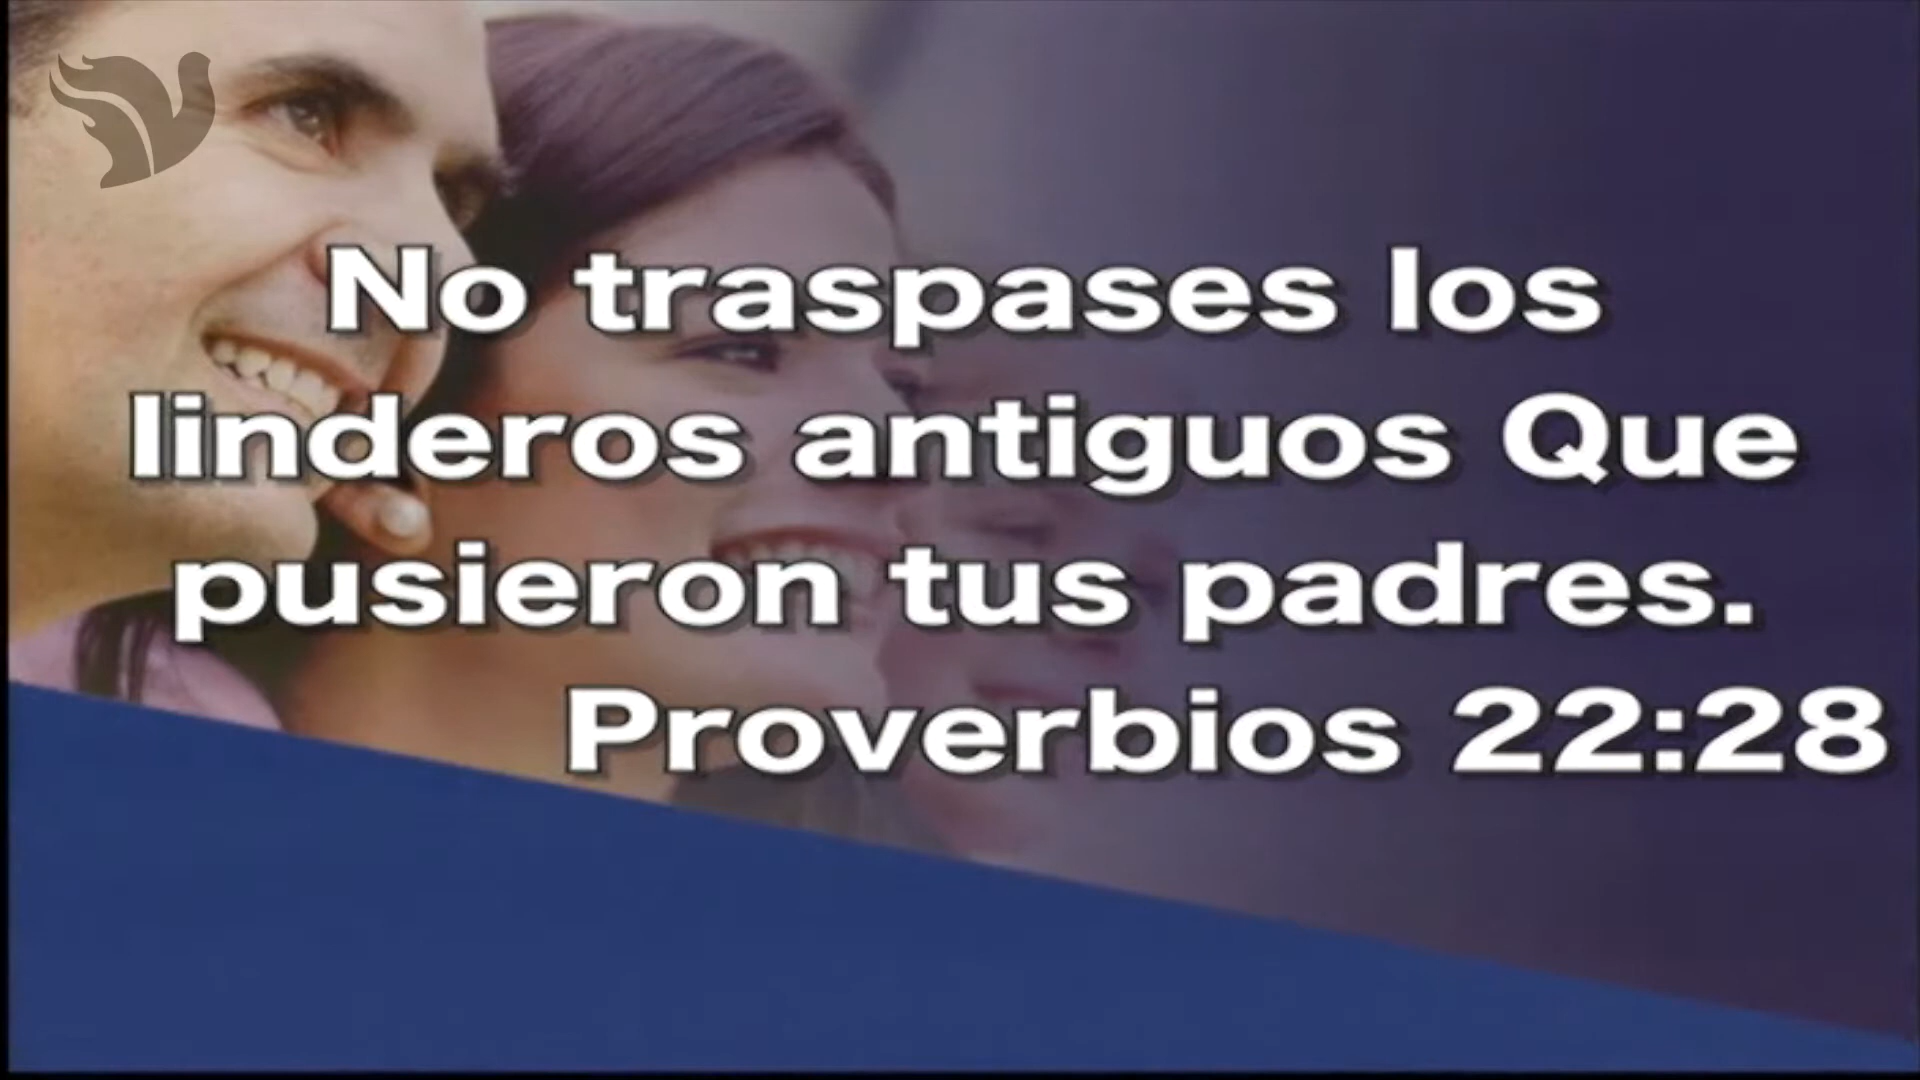 No traspases los
linderos antiguos Que
pusieron tus padres.
Proverbios 22:28